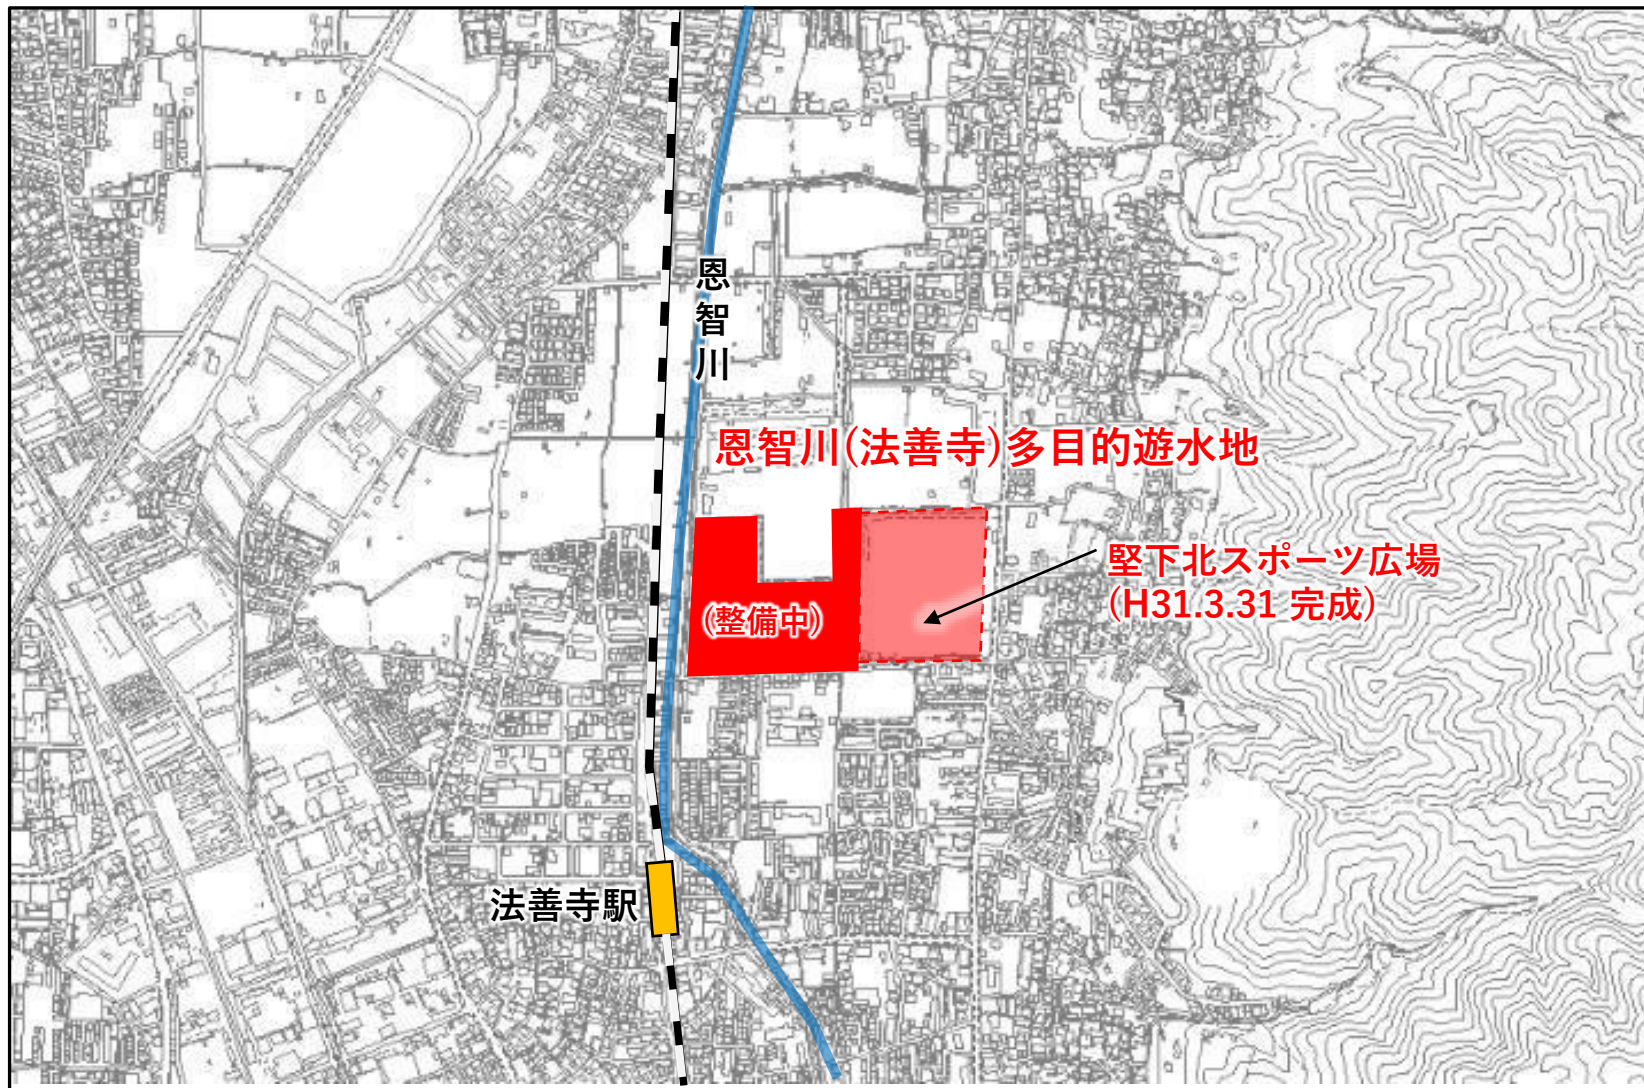 恩智川
恩智川(法善寺)多目的遊水地
堅下北スポーツ広場
(H31.3.31 完成)
(整備中)
法善寺駅